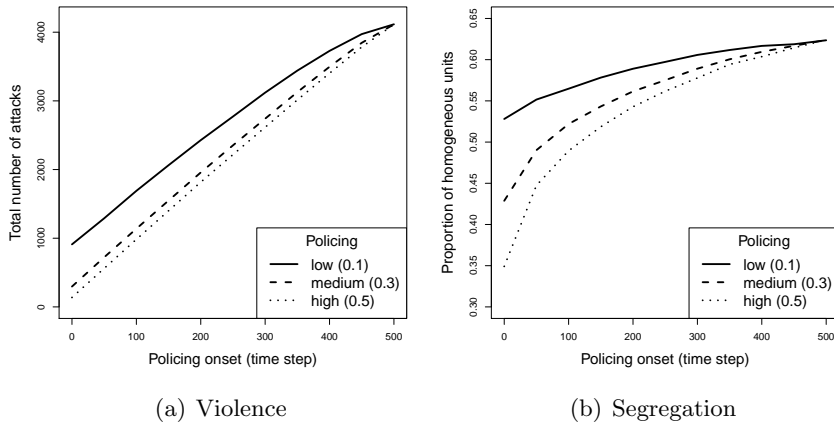 Total number of attacks
4000
3000
2000
1000
0
0 100 200 300 400 500
Policing onset (time step)
Policing
low (0.1)
medium (0.3)
high (0.5)
(a) Violence
Proportion of homogeneous units
0.65
0.60
0.55
0.50
0.45
0.40
0.35
0.30
0 100 200 300 400 500
Policing onset (time step)
Policing
low (0.1)
medium (0.3)
high (0.5)
(b) Segregation